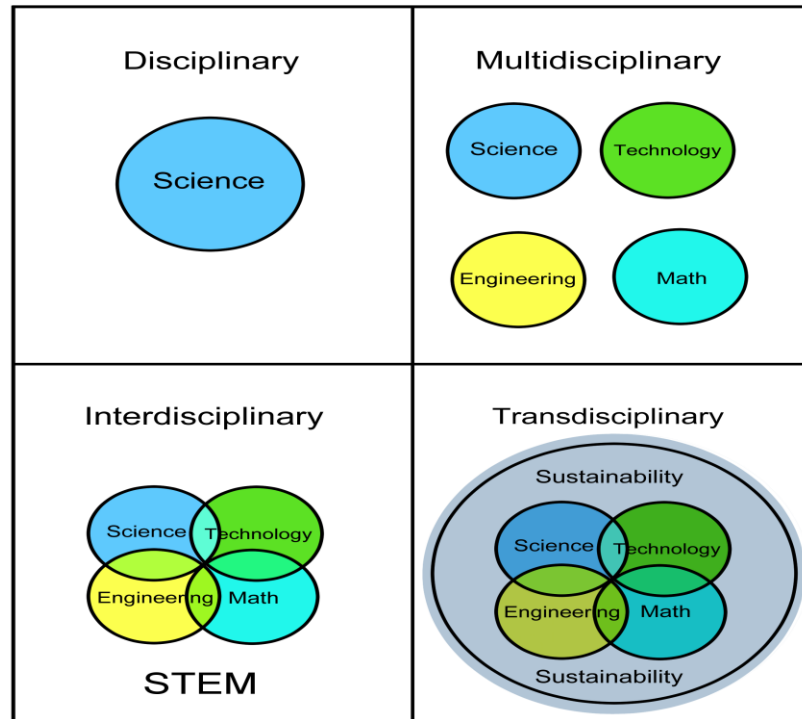 Disciplinary
Science
Multidisciplinary
Science
Technology
Engineering
Math
Interdisciplinary
Science
Technology
Engineering
Math
STEM
Transdisciplinary
Sustainability
Science
Technology
Engineering
Math
Sustainability